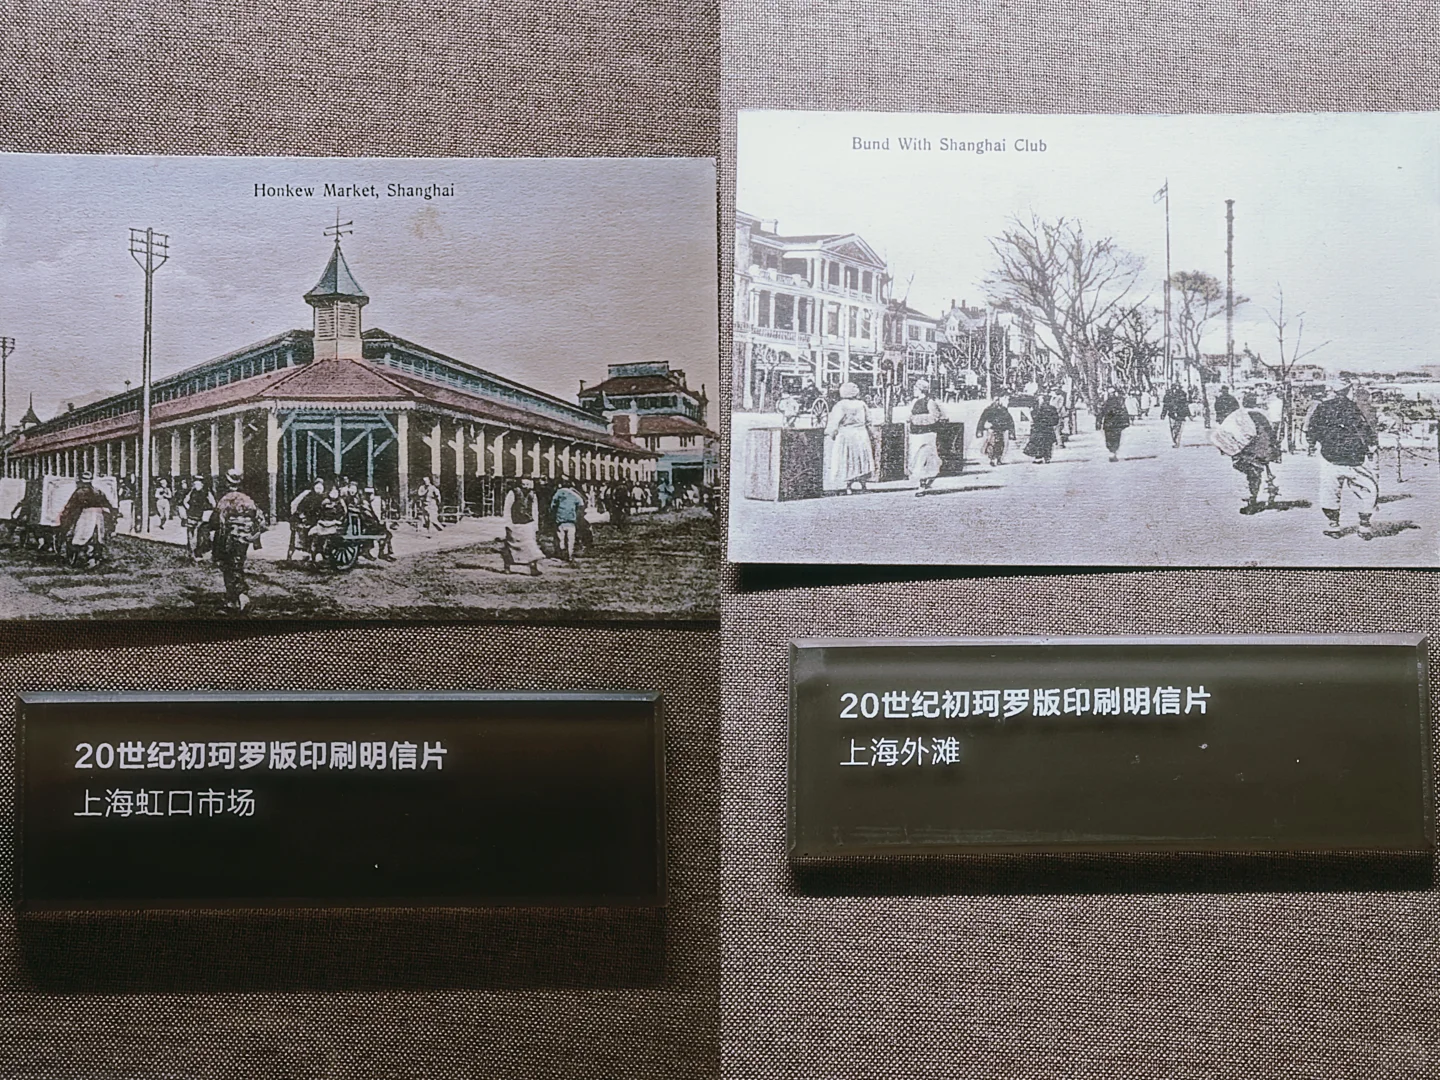 Honkew Market, Shanghai
20世纪初珂罗版印刷明信片
上海虹口市场
Bund With Shanghai Club
20世纪初珂罗版印刷明信片
上海外滩